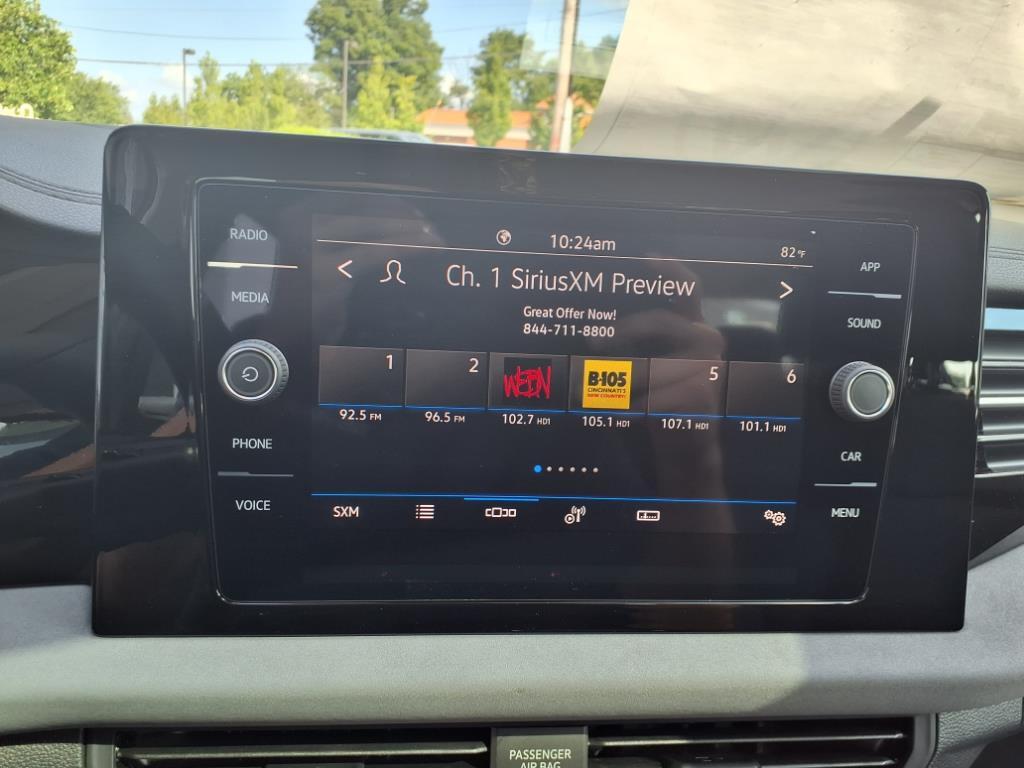 RADIO
MEDIA
PHONE
VOICE
10:24am
82°F
< Ch. 1 SiriusXM Preview >
Great Offer Now!
844-711-8800
1
2
WEBN
B·105
CINCINNATI'S
NEW COUNTRY!
5
6
92.5 FM
96.5 FM
102.7 HD1
105.1 HD1
107.1 HD1
101.1 HD1
SXM
APP
SOUND
CAR
MENU
PASSENGER
AIR BAG